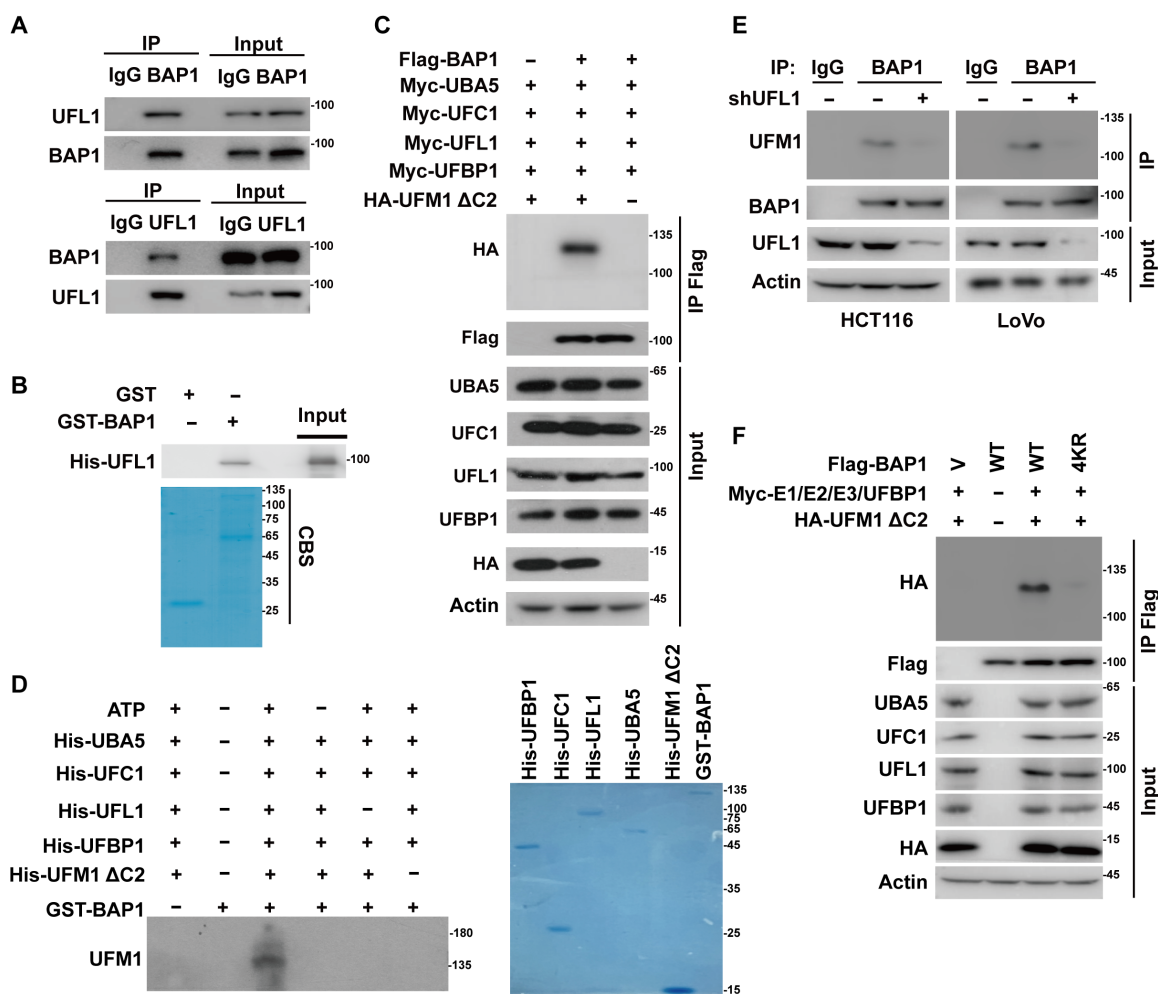 A
IP Input
IgG BAP1 IgG BAP1
UFL1 -100
BAP1 -100
IP Input
IgG UFL1 IgG UFL1
BAP1 -100
UFL1 -100
B
GST + –
GST-BAP1 – + Input
His-UFL1 -100
-135
-100
-75
-65
-45
-35
-25
CBS
C
Flag-BAP1 – + +
Myc-UBA5 + + +
Myc-UFC1 + + +
Myc-UFL1 + + +
Myc-UFBP1 + + +
HA-UFM1 ΔC2 + + –
HA -135
-100
Flag -100
IP Flag
UBA5 -65
UFC1 -25
UFL1 -100
UFBP1 -45
HA -15
Actin -45
Input
D
ATP + – + – + +
His-UBA5 + – + + + +
His-UFC1 + – + + + +
His-UFL1 + – + + – +
His-UFBP1 + – + + + +
His-UFM1 ΔC2 + – + + + –
GST-BAP1 – + + + + +
UFM1 -180
-135
His-UFBP1
His-UFC1
His-UFL1
His-UBA5
His-UFM1 ΔC2
GST-BAP1
-135
-100
-75
-65
-45
-35
-25
-15
E
IP: IgG BAP1 IgG BAP1
shUFL1 – – + – – +
UFM1 -135
-100
BAP1
IP
UFL1 -100
Actin -45
Input
HCT116 LoVo
F
Flag-BAP1 V WT WT 4KR
Myc-E1/E2/E3/UFBP1 + – + +
HA-UFM1 ΔC2 + – + +
HA -135
-100
Flag -100
IP Flag
UBA5 -65
UFC1 -25
UFL1 -100
UFBP1 -45
HA -15
Actin -45
Input